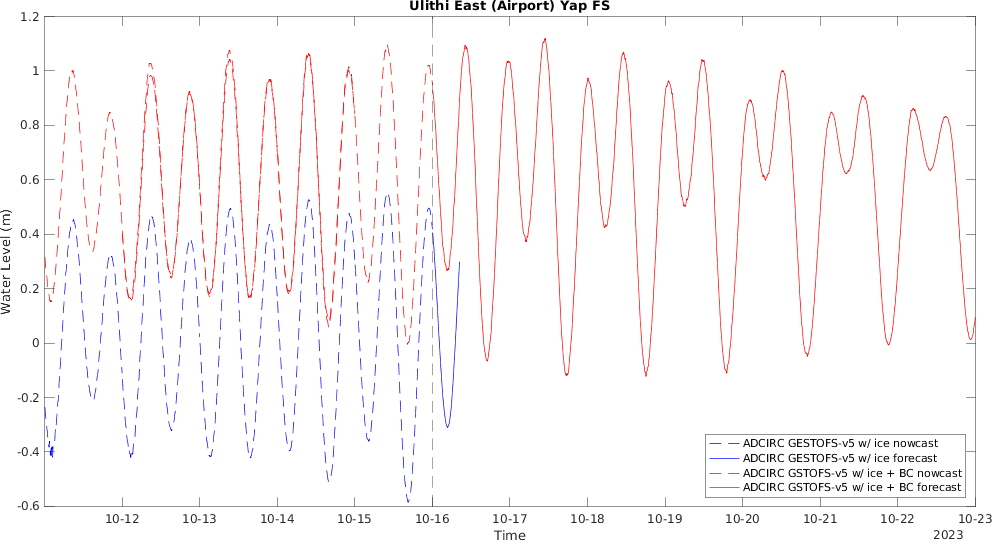 Ulithi East (Airport) Yap FS
Water Level (m)
1.2
1
0.8
0.6
0.4
0.2
0
-0.2
-0.4
-0.6
ADCIRC GESTOFS-v5 w/ ice nowcast
ADCIRC GESTOFS-v5 w/ ice forecast
ADCIRC GSTOFS-v5 w/ ice + BC nowcast
ADCIRC GSTOFS-v5 w/ ice + BC forecast
10-12 10-13 10-14 10-15 10-16 10-17 10-18 10-19 10-20 10-21 10-22 10-23
Time
2023